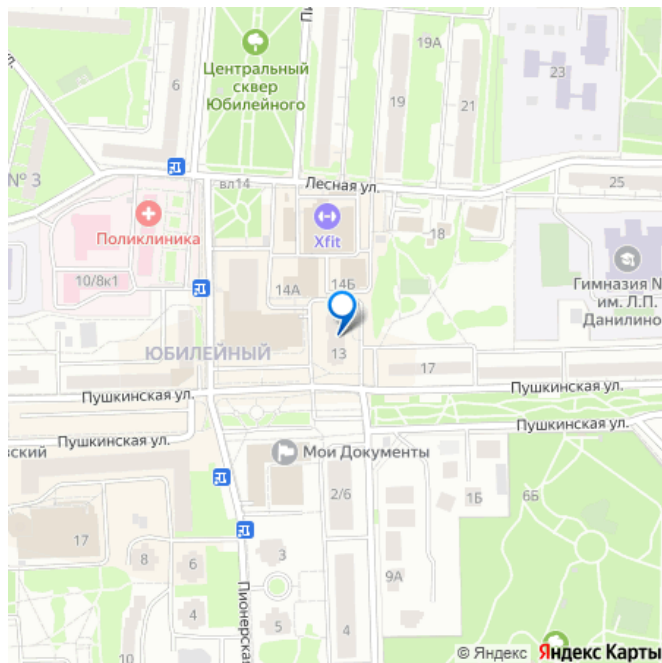 19А
Центральный
сквер
Юбилейного
6
23
19
21
№ 3
вл14
Лесная ул.
25
Поликлиника
Xfit
18
10/8к1
14А
14Б
Гимназия №
им. Л.П.
Данилино
ЮБИЛЕЙНЫЙ
13
17
Пушкинская ул.
Пушкинская ул.
Пушкинская ул.
Пушкинская ул.
вский
Мои Документы
2/6
1Б
6Б
17
8
6
3
9А
4
5
4
10
Пионерская
© Яндекс Яндекс Карты